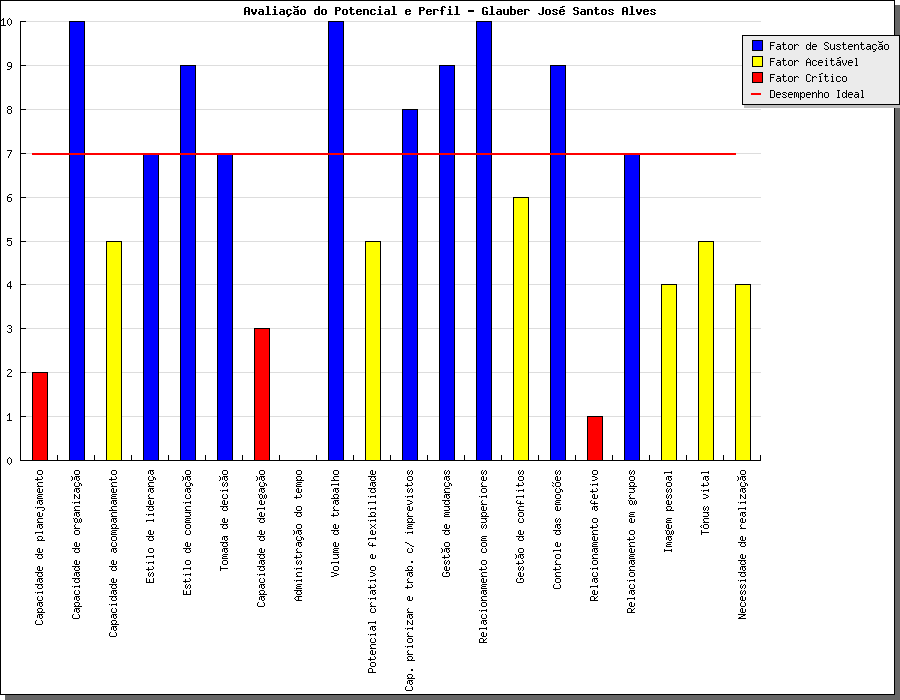 Avaliação do Potencial e Perfil - Glauber José Santos Alves
10
9
8
7
6
5
4
3
2
1
0
Fator de Sustentação
Fator Aceitável
Fator Crítico
Desempenho Ideal
Capacidade de planejamento
Capacidade de organização
Capacidade de acompanhamento
Estilo de liderança
Estilo de comunicação
Tomada de decisão
Capacidade de delegação
Administração do tempo
Volume de trabalho
Potencial criativo e flexibilidade
Cap. priorizar e trab. c/ imprevistos
Gestão de mudanças
Relacionamento com superiores
Gestão de conflitos
Controle das emoções
Relacionamento afetivo
Relacionamento em grupos
Imagem pessoal
Tônus vital
Necessidade de realização